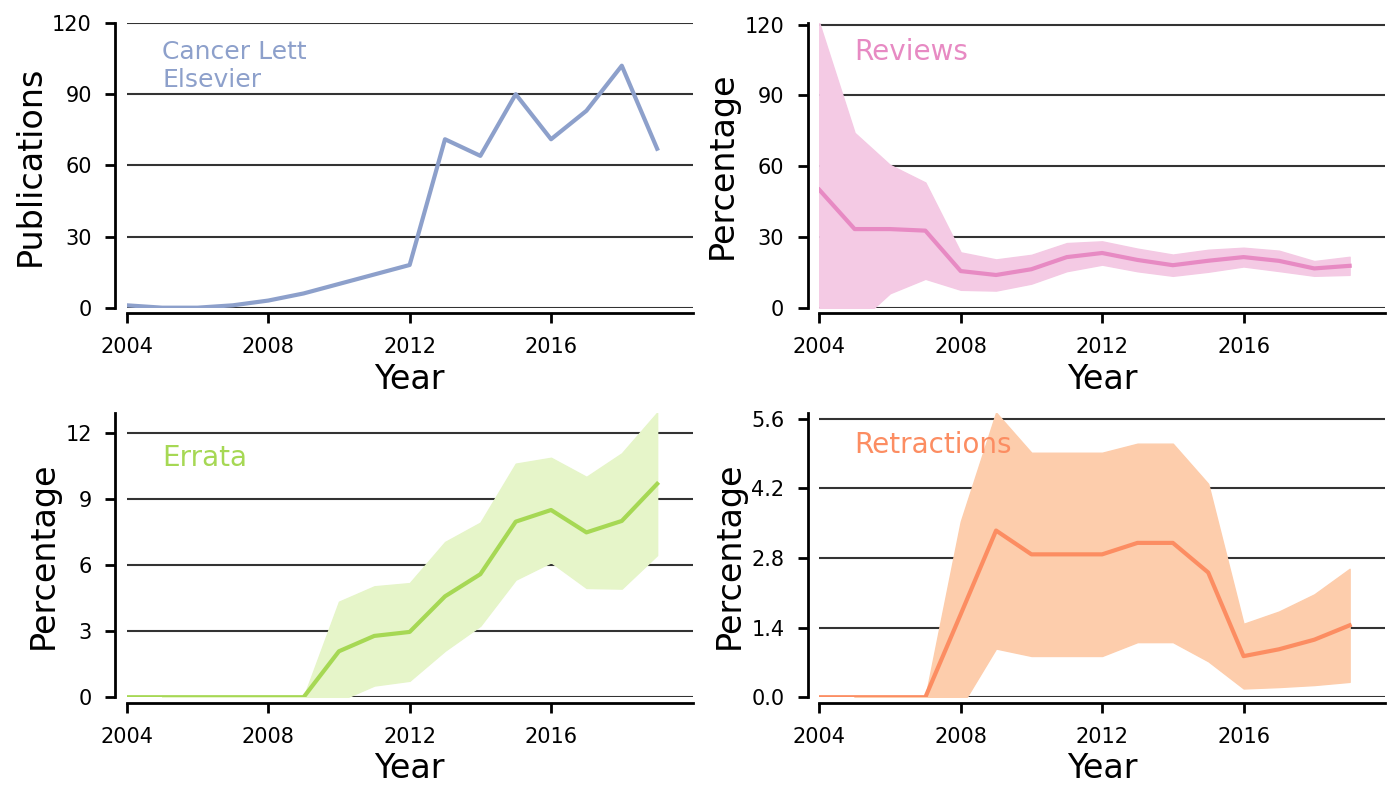 Publications
120
90
60
30
0
Cancer Lett
Elsevier
2004 2008 2012 2016
Year
Percentage
120
90
60
30
0
Reviews
2004 2008 2012 2016
Year
Percentage
12
9
6
3
0
Errata
2004 2008 2012 2016
Year
Percentage
5.6
4.2
2.8
1.4
0.0
Retractions
2004 2008 2012 2016
Year